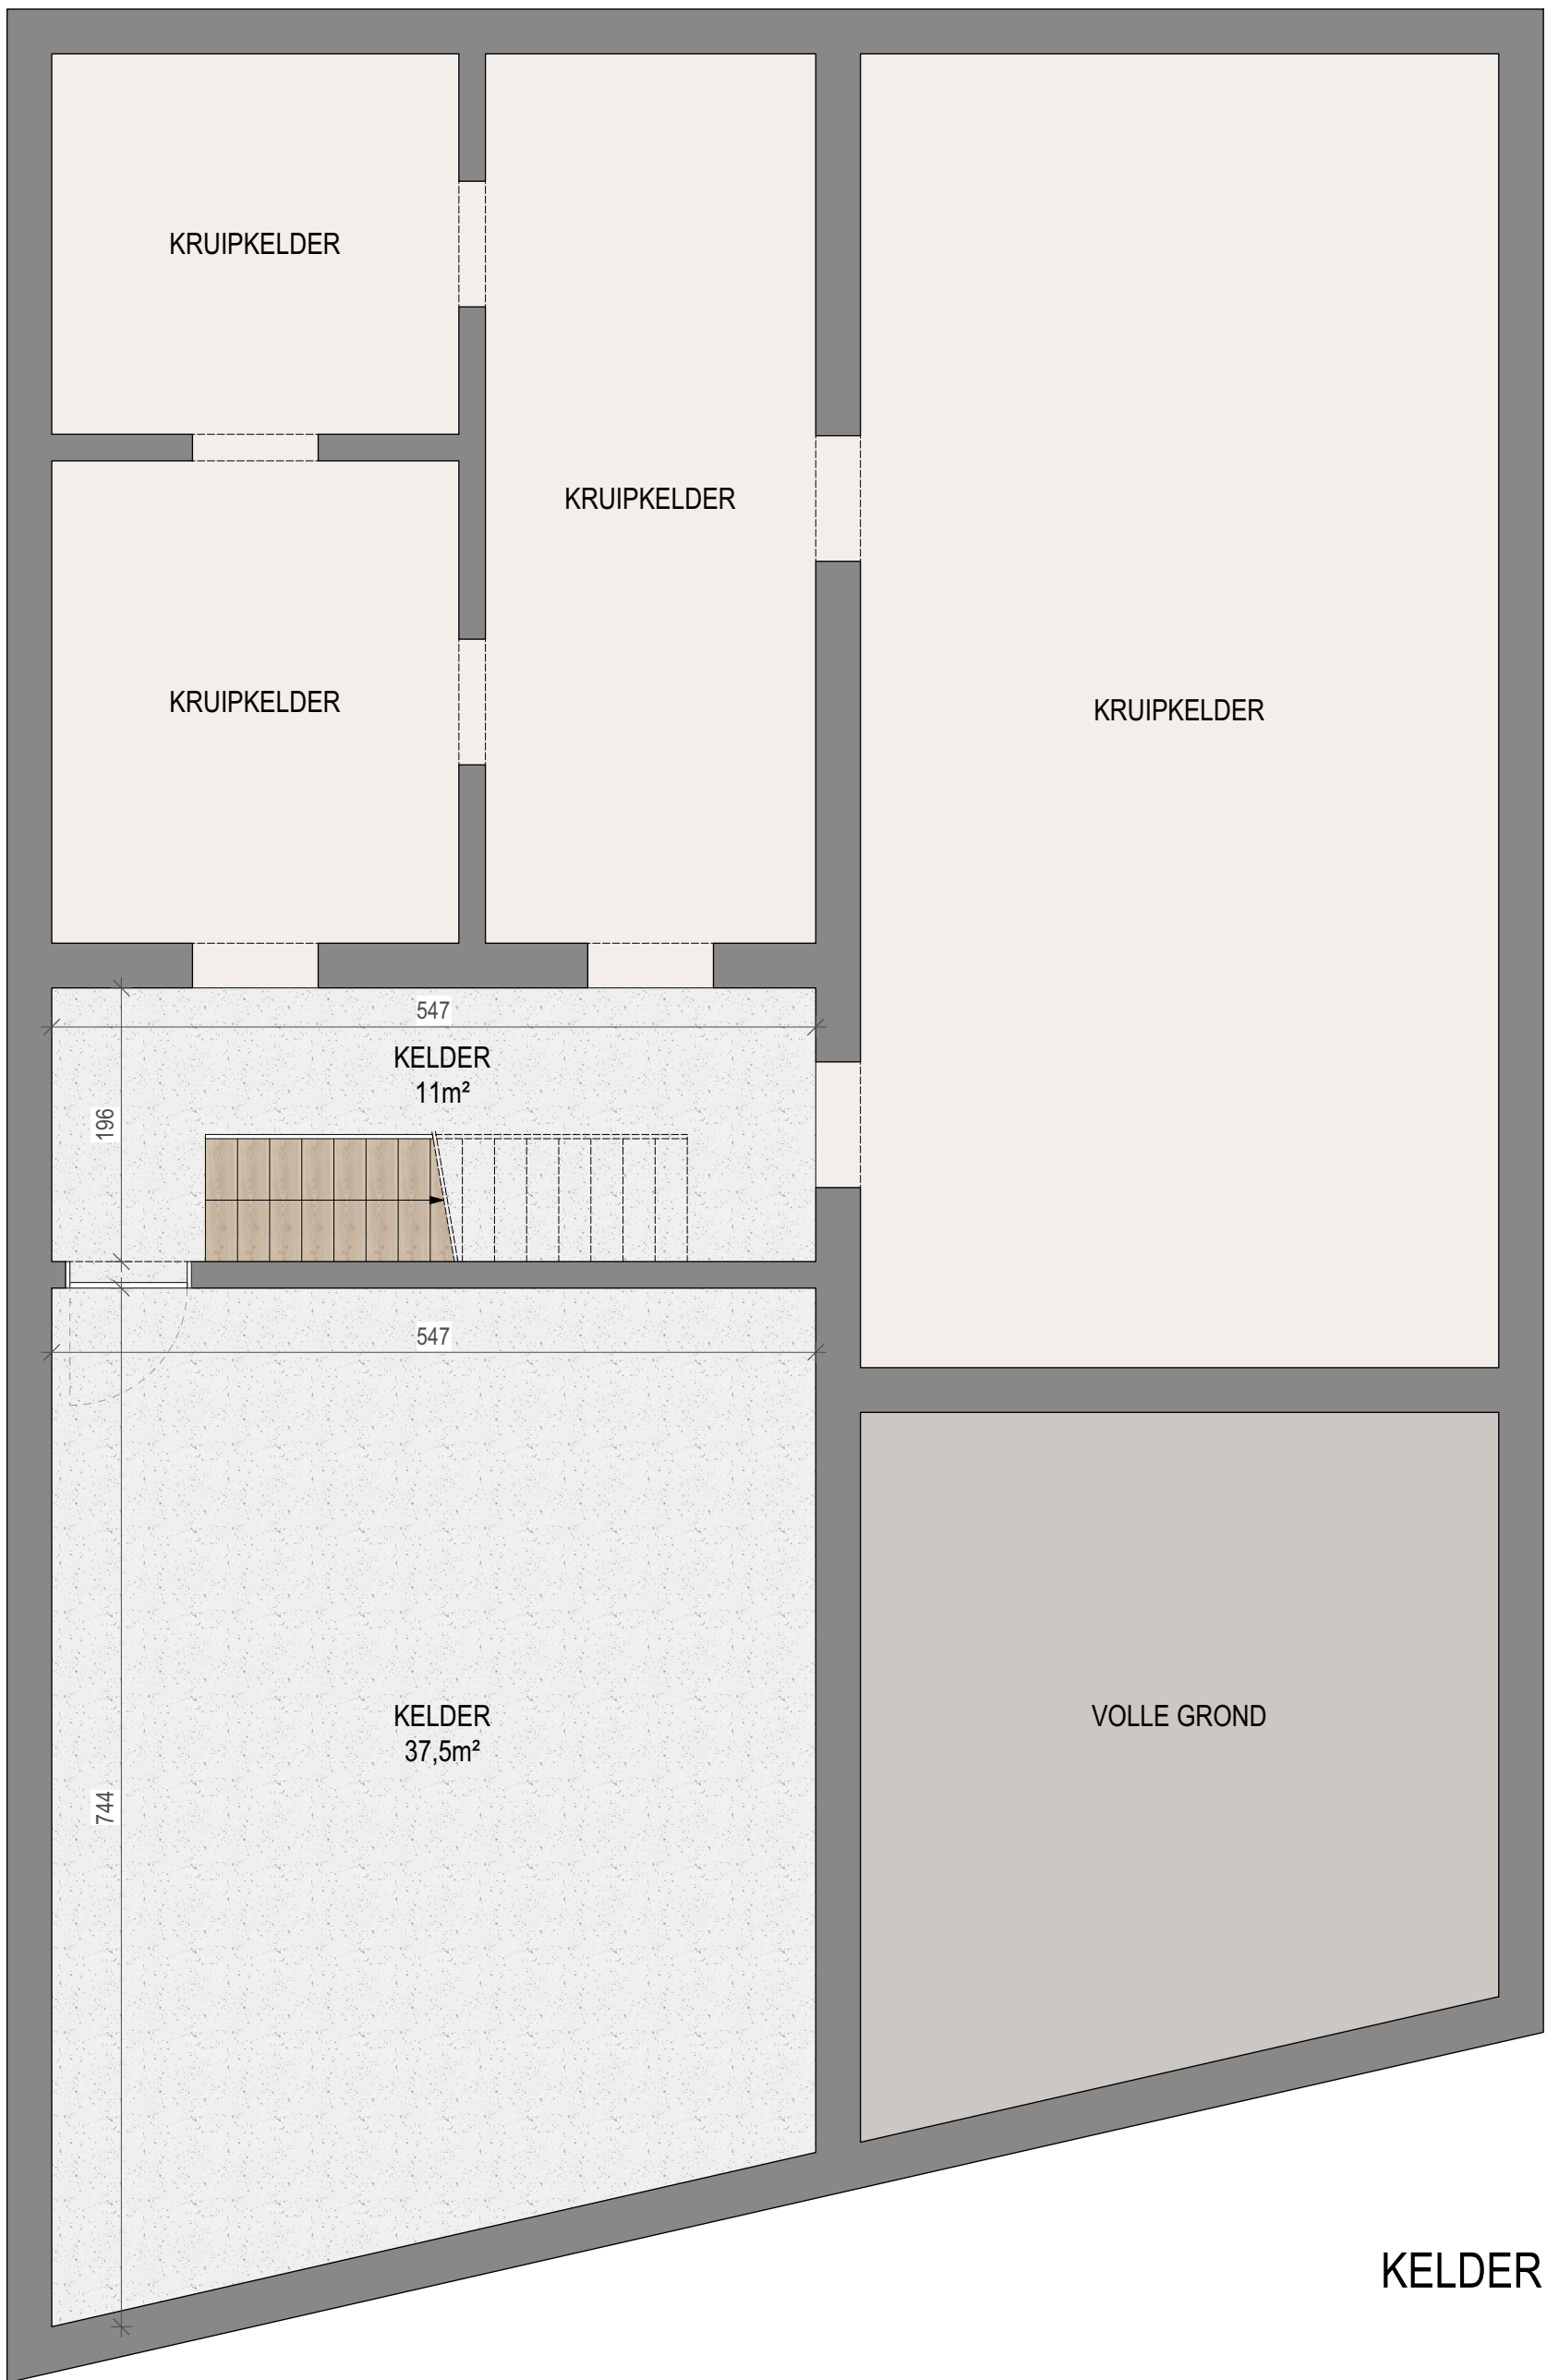 KRUIPKELDER
KRUIPKELDER
KRUIPKELDER
KRUIPKELDER
547
KELDER
11m²
196
547
KELDER
37,5m²
744
VOLLE GROND
KELDER